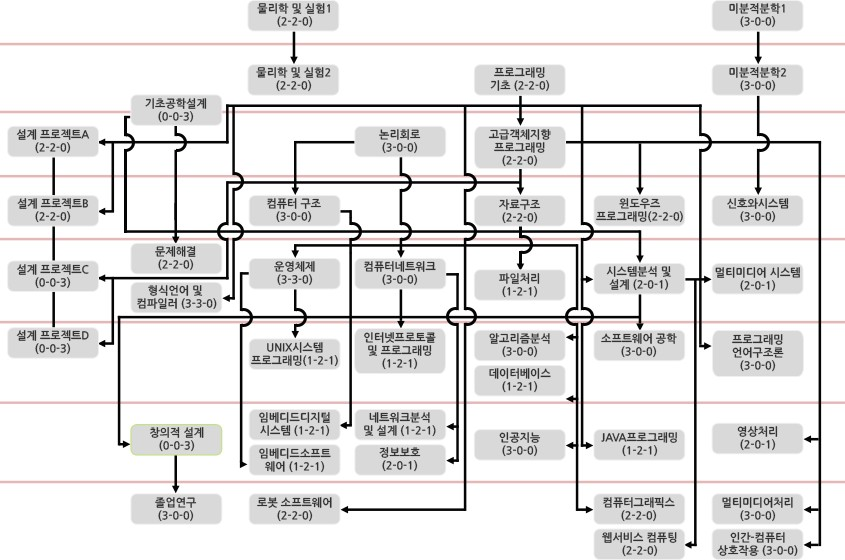 물리학 및 실험1
(2-2-0)
미분적분학1
(3-0-0)
물리학 및 실험2
(2-2-0)
프로그래밍
기초 (2-2-0)
미분적분학2
(3-0-0)
기초공학설계
(0-0-3)
설계 프로젝트A
(2-2-0)
논리회로
(3-0-0)
고급객체지향
프로그래밍
(2-2-0)
설계 프로젝트B
(2-2-0)
컴퓨터 구조
(3-0-0)
자료구조
(2-2-0)
윈도우즈
프로그래밍(2-2-0)
신호와시스템
(3-0-0)
문제해결
(2-2-0)
설계 프로젝트C
(0-0-3)
형식언어 및
컴파일러 (3-3-0)
운영체제
(3-3-0)
컴퓨터네트워크
(3-0-0)
파일처리
(1-2-1)
시스템분석 및
설계 (2-0-1)
멀티미디어 시스템
(2-0-1)
설계 프로젝트D
(0-0-3)
UNIX시스템
프로그래밍(1-2-1)
인터넷프로토콜
및 프로그래밍
(1-2-1)
알고리즘분석
(3-0-0)
소프트웨어 공학
(3-0-0)
프로그래밍
언어구조론
(3-0-0)
데이터베이스
(1-2-1)
창의적 설계
(0-0-3)
임베디드디지털
시스템 (1-2-1)
네트워크분석
및 설계 (1-2-1)
인공지능
(3-0-0)
JAVA프로그래밍
(1-2-1)
영상처리
(2-0-1)
임베디드소프트
웨어 (1-2-1)
정보보호
(2-0-1)
졸업연구
(3-0-0)
로봇 소프트웨어
(2-2-0)
컴퓨터그래픽스
(2-2-0)
멀티미디어처리
(3-0-0)
웹서비스 컴퓨팅
(2-2-0)
인간-컴퓨터
상호작용 (3-0-0)